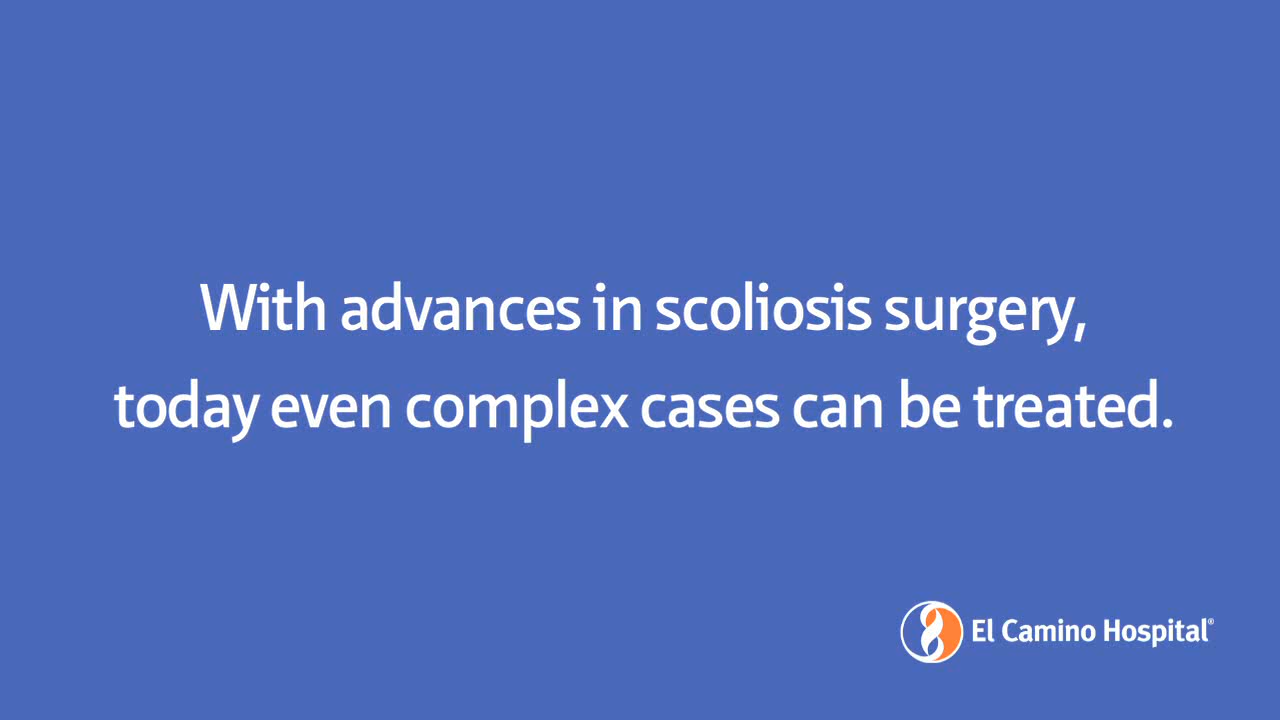 With advances in scoliosis surgery,
today even complex cases can be treated.
El Camino Hospital®